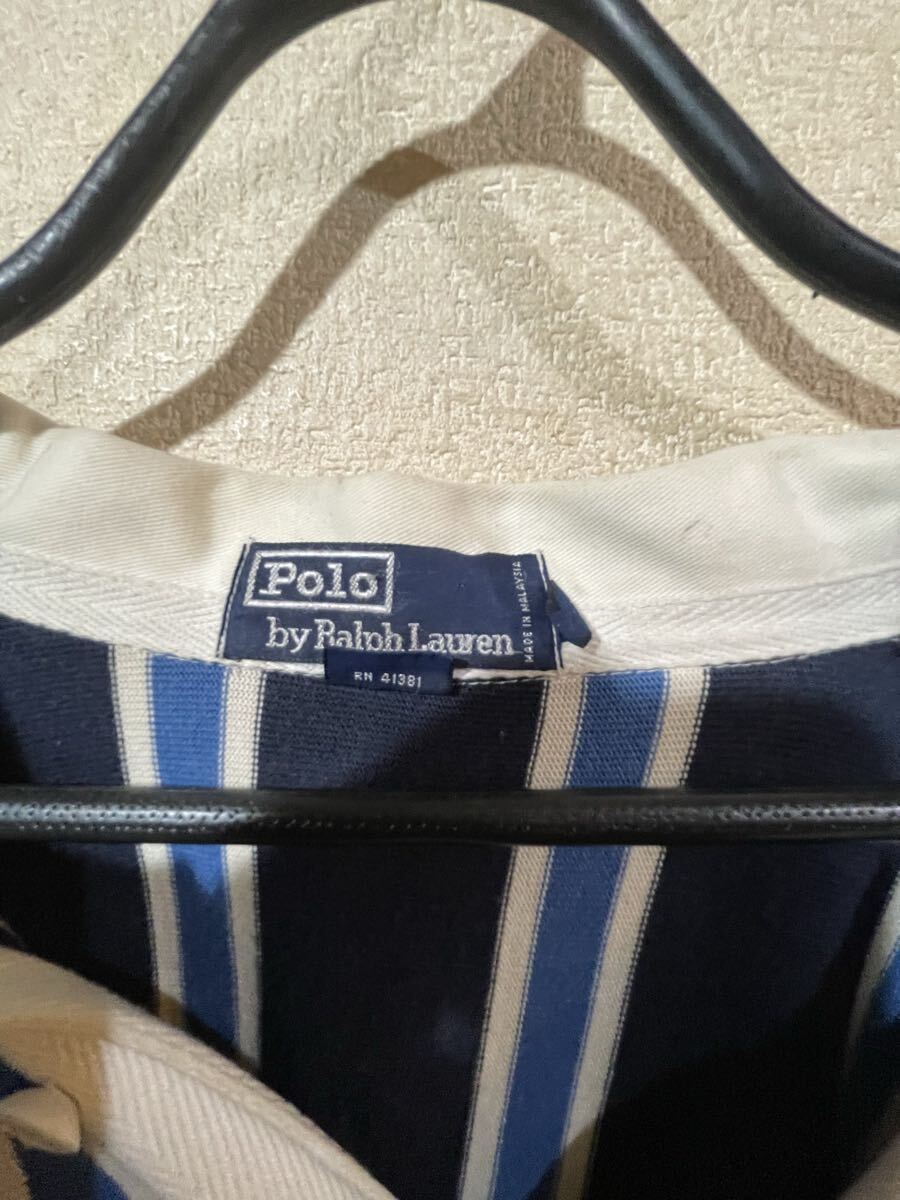 Polo
by Ralph Lauren
MADE IN MALAYSIA
RN 41381